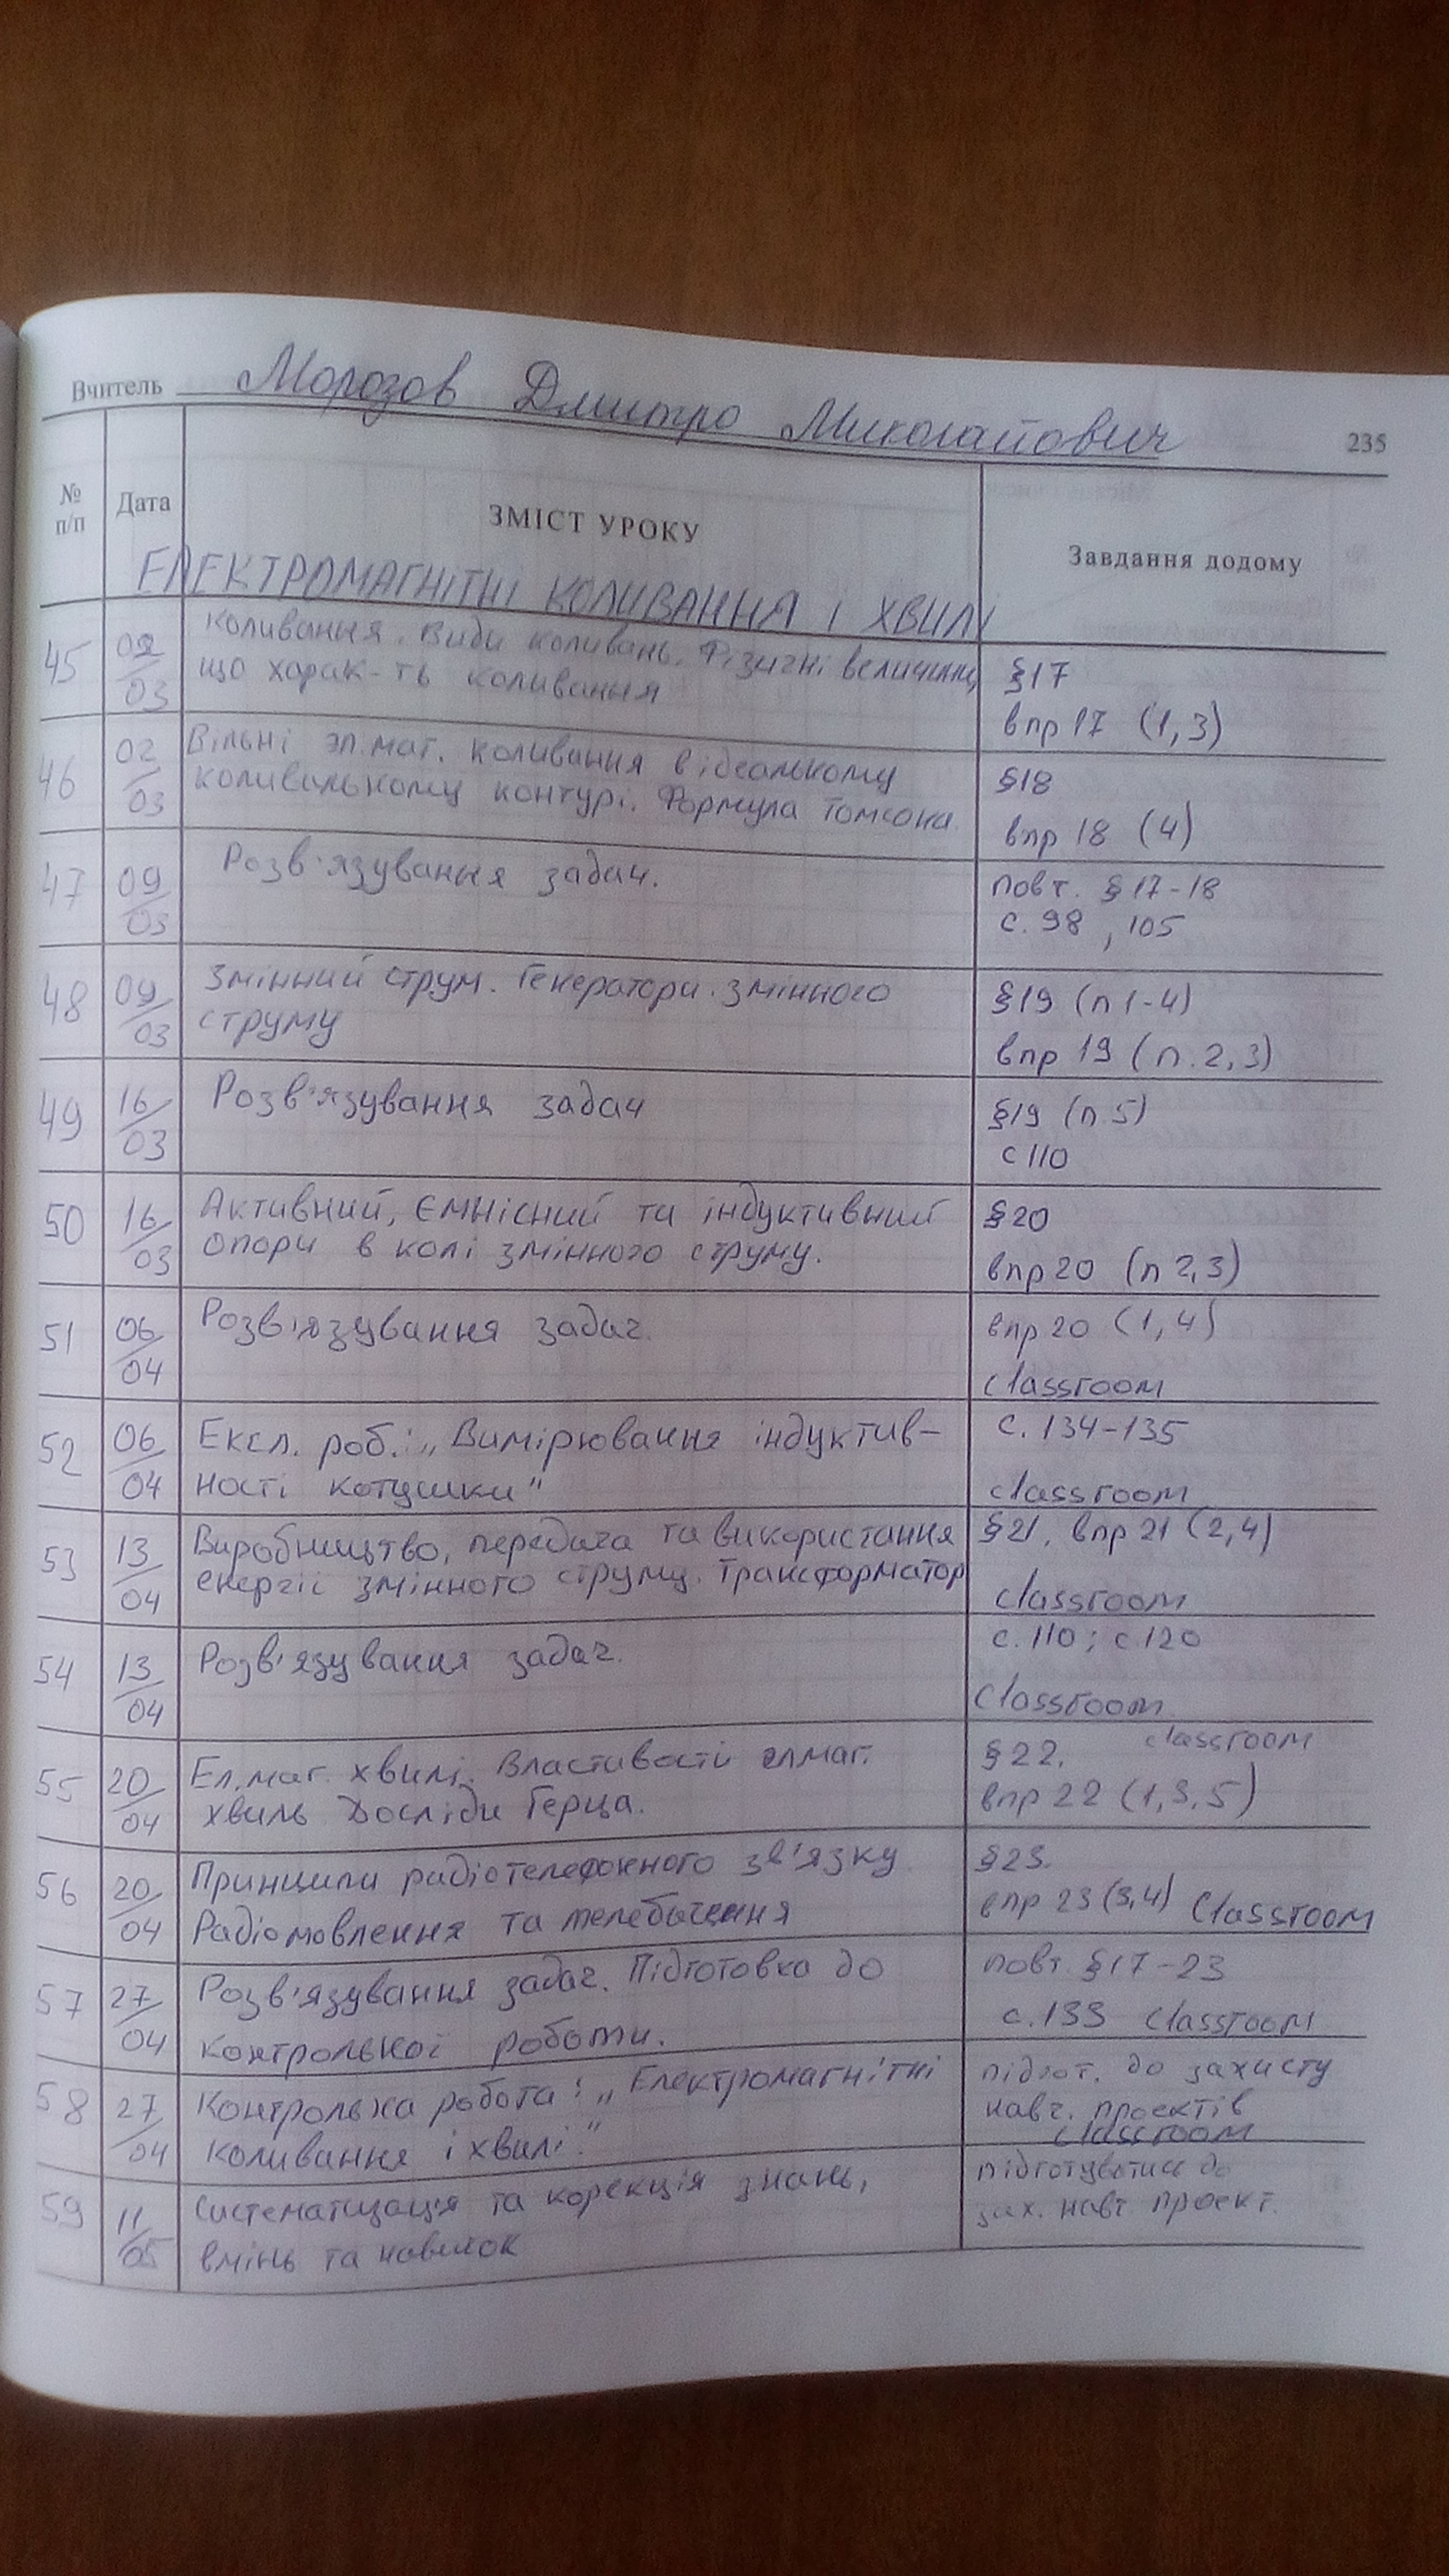 Вчитель Морозов Дмитро Миколайович
235
№ п/п
Дата
ЗМІСТ УРОКУ
Завдання додому
ЕЛЕКТРОМАГНІТНІ КОЛИВАННЯ І ХВИЛІ
45 02/03 Коливання. Види коливань. Фізичні величини,
що харак-ть коливання
§17
впр 17 (1,3)
46 02/03 Вільні эл.маг. коливання в ідеальному
коливальному контурі. Формула Томсона.
§18
впр 18 (4)
47 09/03 Розв'язування задач.
повт. §17-18
с. 98, 105
48 09/03 Змінний струм. Генератори змінного
струму
§19 (п 1-4)
впр 19 (п. 2,3)
49 16/03 Розв'язування задач
§19 (п 5)
с 110
50 16/03 Активний, ємнісний та індуктивний
опори в колі змінного струму.
§20
впр 20 (п 2,3)
51 06/04 Розв'язування задач.
впр 20 (1,4)
classroom
52 06/04 Експ. роб.: „Вимірювання індуктив-
ності котушки"
с. 134-135
classroom
53 13/04 Виробництво, передача та використання
енергії змінного струму. Трансформатор
§21, впр 21 (2,4)
classroom
54 13/04 Розв'язування задач.
с. 110; с.120
Classroom
55 20/04 Ел.маг. хвилі. Властивості элмаг.
хвиль Досліди Герца.
§22. classroom
впр 22 (1,3,5)
56 20/04 Принципи радіотелефонного зв'язку
Радіомовлення та телебачення
§23.
впр 23 (3,4) Classroom
57 27/04 Розв'язування задач. Підготовка до
контрольної роботи.
повт. §17-23
с.133 Classroom
58 27/04 Контрольна робота: „Електромагнітні
коливання і хвилі."
підгот. до захисту
навч. проектів
classroom
59 11/05 Систематизація та корекція знань,
вмінь та навичок
підготуватись до
зах. навч проект.